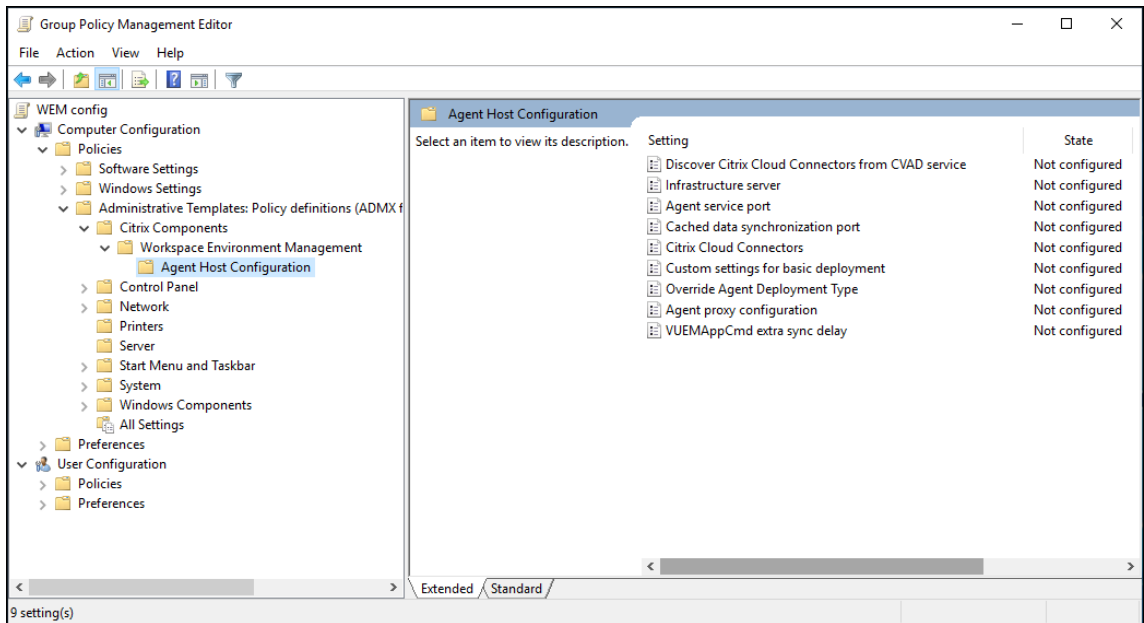 Group Policy Management Editor
File Action View Help
WEM config
Computer Configuration
Policies
Software Settings
Windows Settings
Administrative Templates: Policy definitions (ADMX f
Citrix Components
Workspace Environment Management
Agent Host Configuration
Control Panel
Network
Printers
Server
Start Menu and Taskbar
System
Windows Components
All Settings
Preferences
User Configuration
Policies
Preferences
Agent Host Configuration
Select an item to view its description.
Setting State
Discover Citrix Cloud Connectors from CVAD service Not configured
Infrastructure server Not configured
Agent service port Not configured
Cached data synchronization port Not configured
Citrix Cloud Connectors Not configured
Custom settings for basic deployment Not configured
Override Agent Deployment Type Not configured
Agent proxy configuration Not configured
VUEMAppCmd extra sync delay Not configured
Extended Standard
9 setting(s)